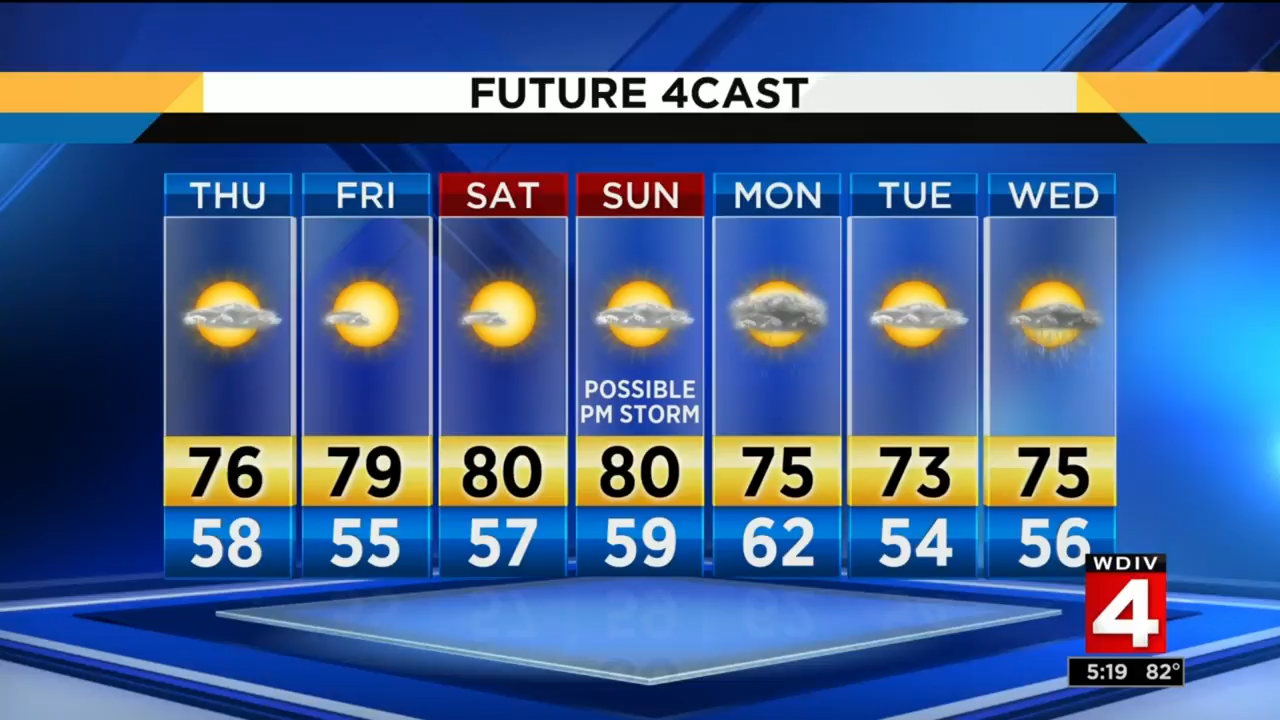 FUTURE 4CAST
THU FRI SAT SUN MON TUE WED
POSSIBLE
PM STORM
76 79 80 80 75 73 75
58 55 57 59 62 54 56
WDIV
4
5:19 82°